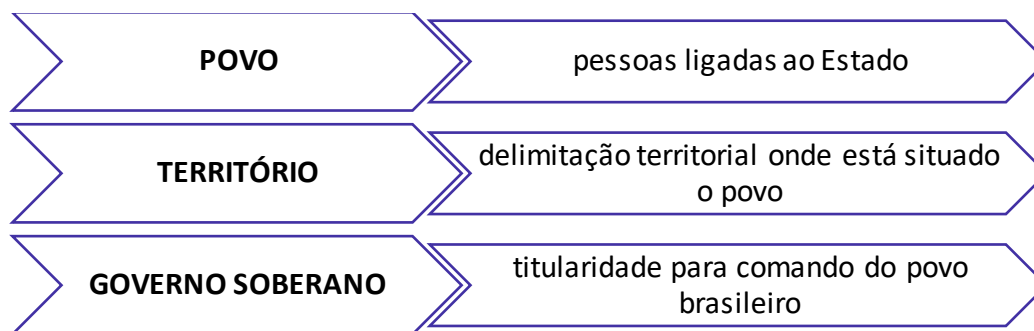 POVO
pessoas ligadas ao Estado
TERRITÓRIO
delimitação territorial onde está situado
o povo
GOVERNO SOBERANO
titularidade para comando do povo
brasileiro